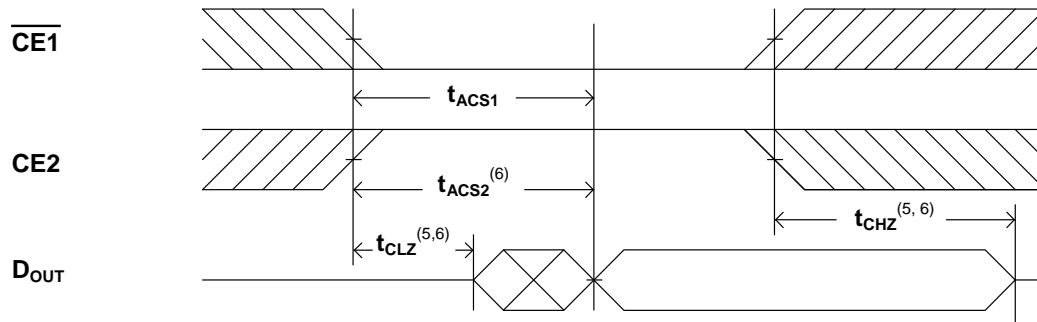 CE1
tACS1
CE2
tACS2(6)
tCHZ(5, 6)
tCLZ(5,6)
DOUT